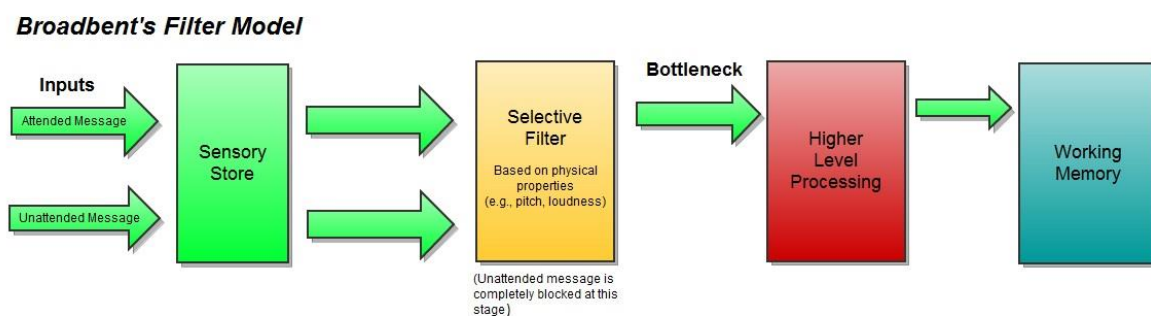 Broadbent's Filter Model
Inputs
Attended Message
Unattended Message
Sensory
Store
Selective
Filter
Based on physical
properties
(e.g., pitch, loudness)
(Unattended message is
completely blocked at this
stage)
Bottleneck
Higher
Level
Processing
Working
Memory